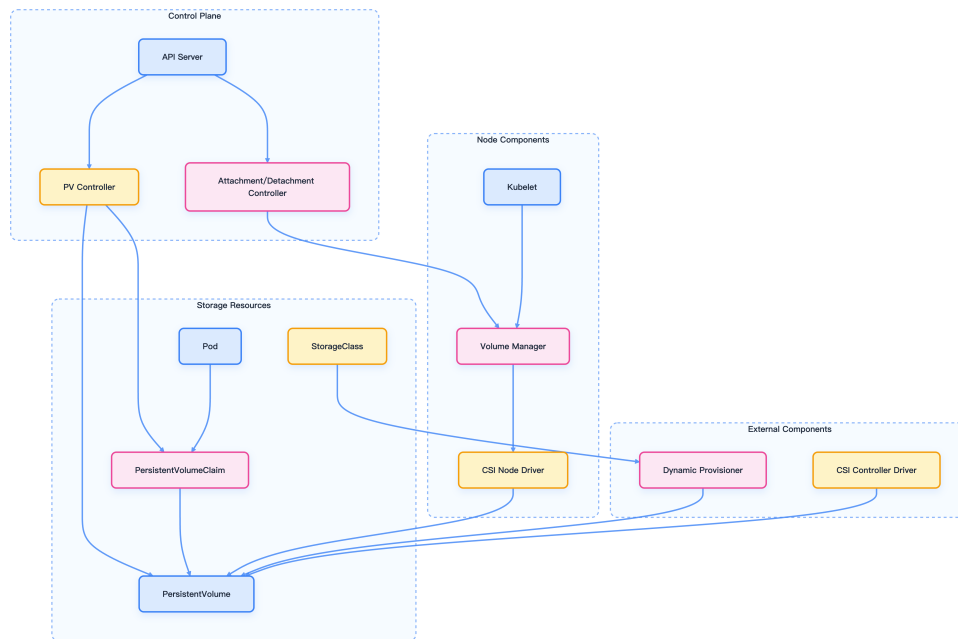 Control Plane
API Server
PV Controller
Attachment/Detachment
Controller
Node Components
Kubelet
Volume Manager
CSI Node Driver
Storage Resources
Pod
StorageClass
PersistentVolumeClaim
PersistentVolume
External Components
Dynamic Provisioner
CSI Controller Driver